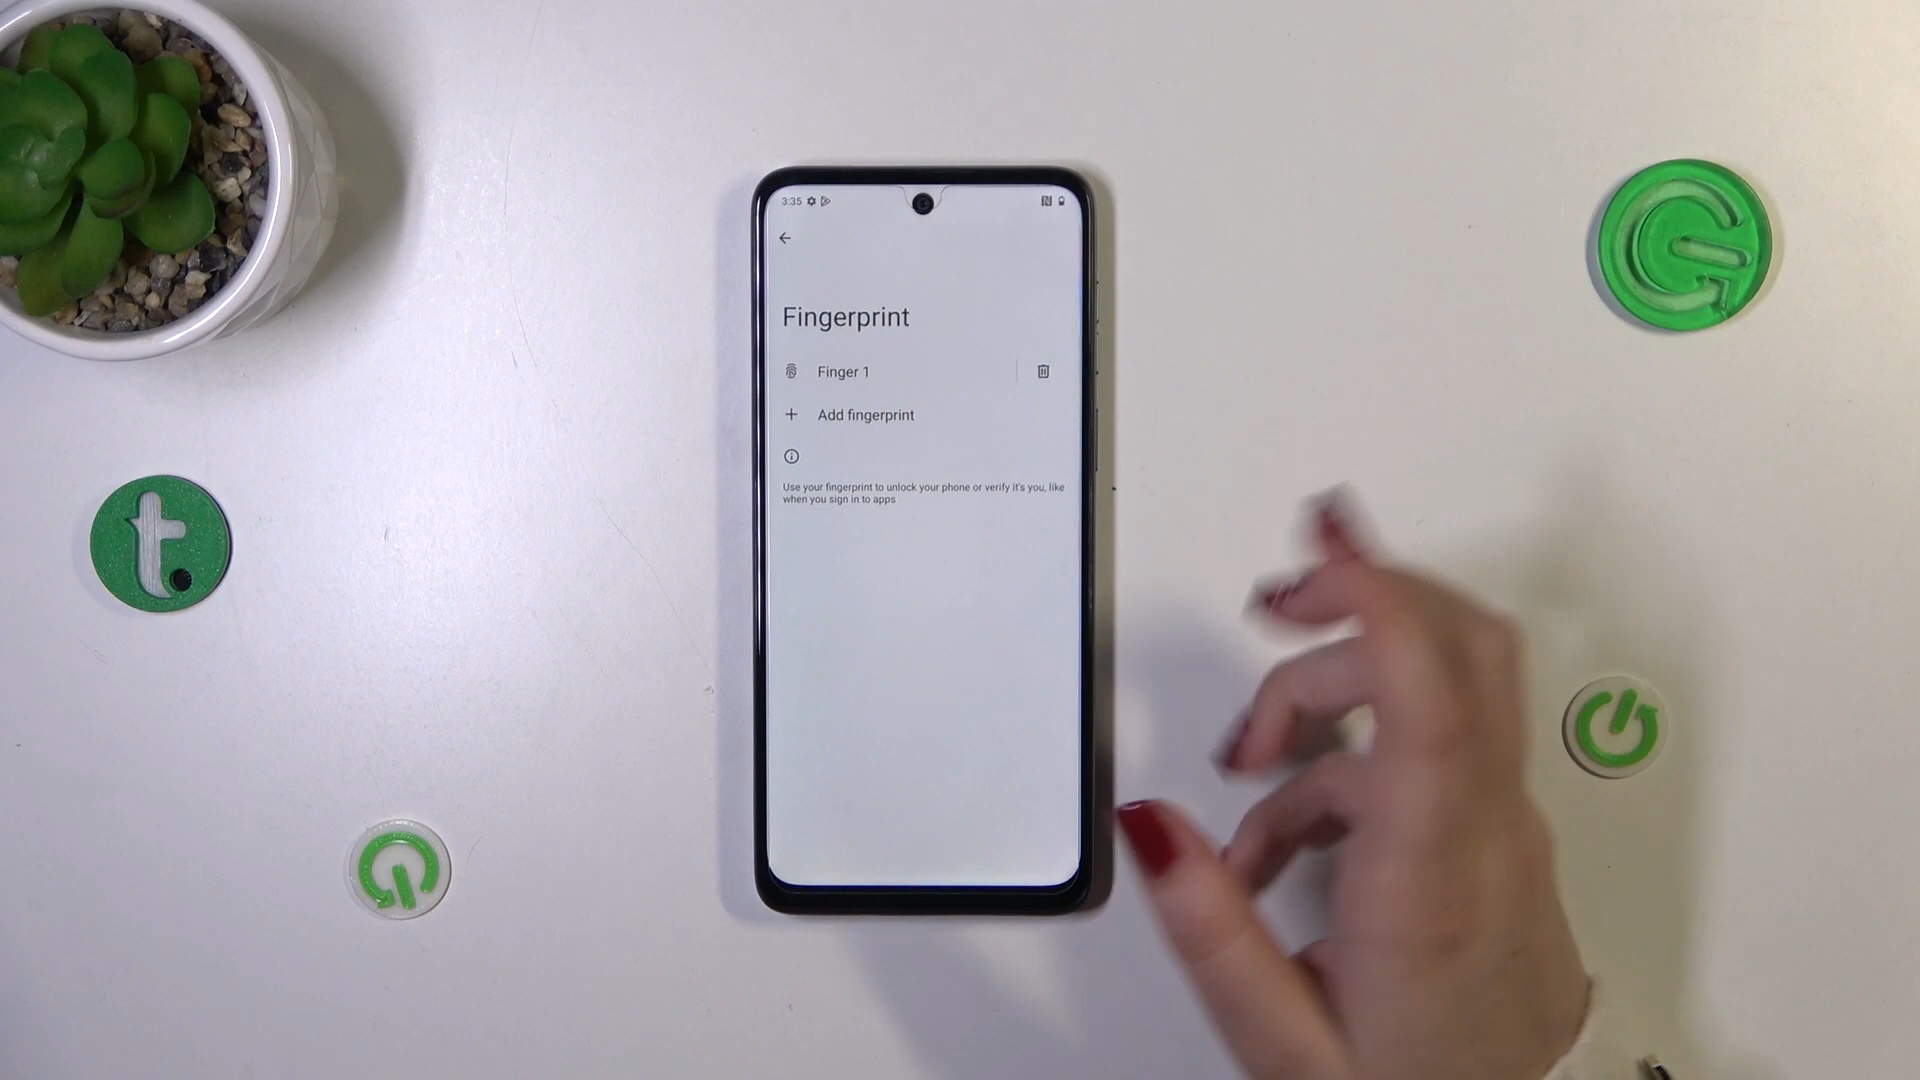 3:35
Fingerprint
Finger 1
Add fingerprint
Use your fingerprint to unlock your phone or verify it's you, like
when you sign in to apps
t.